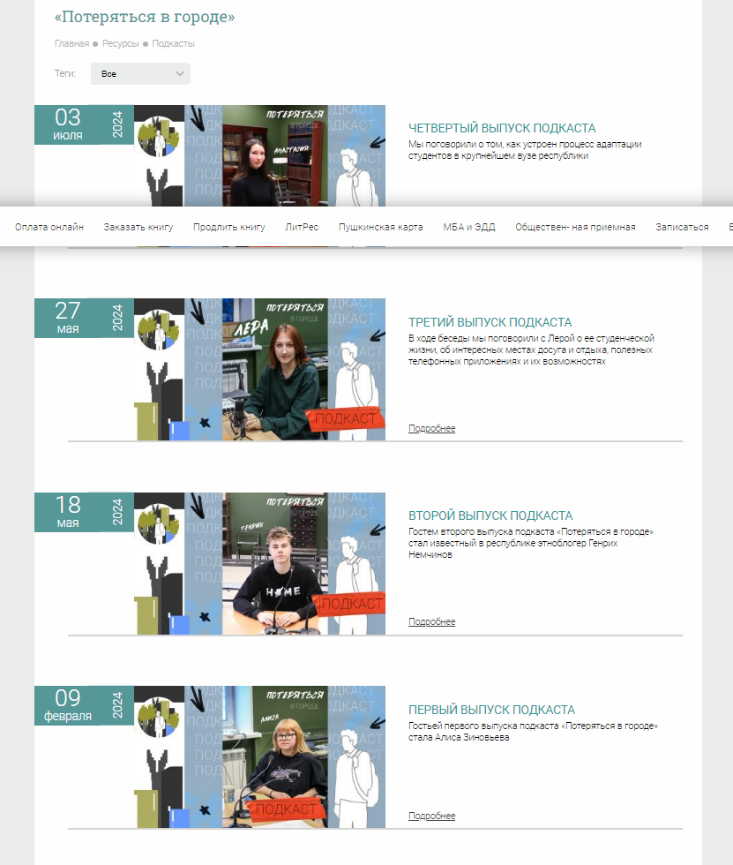 «Потеряться в городе»
Главная ● Ресурсы ● Подкасты
Теги: Все
03
июля
2024
ПОТЕРЯТЬСЯ
В ГОРОДЕ
АНАСТАСИЯ
ЧЕТВЕРТЫЙ ВЫПУСК ПОДКАСТА
Мы поговорили о том, как устроен процесс адаптации
студентов в крупнейшем вузе республики
Оплата онлайн Заказать книгу Продлить книгу ЛитРес Пушкинская карта МБА и ЭДД Обществен- ная приемная Записаться
27
мая
2024
ПОТЕРЯТЬСЯ
В ГОРОДЕ
ЛЕРА
ПОДКАСТ
ТРЕТИЙ ВЫПУСК ПОДКАСТА
В ходе беседы мы поговорили с Лерой о ее студенческой
жизни, об интересных местах досуга и отдыха, полезных
телефонных приложениях и их возможностях
Подробнее
18
мая
2024
ПОТЕРЯТЬСЯ
В ГОРОДЕ
ГЕНРИХ
HOME
ПОДКАСТ
ВТОРОЙ ВЫПУСК ПОДКАСТА
Гостем второго выпуска подкаста «Потеряться в городе»
стал известный в республике этноблогер Генрих
Немчинов
Подробнее
09
февраля
2024
ПОТЕРЯТЬСЯ
В ГОРОДЕ
АЛИСА
ПОДКАСТ
ПЕРВЫЙ ВЫПУСК ПОДКАСТА
Гостьей первого выпуска подкаста «Потеряться в городе»
стала Алиса Зиновьева
Подробнее